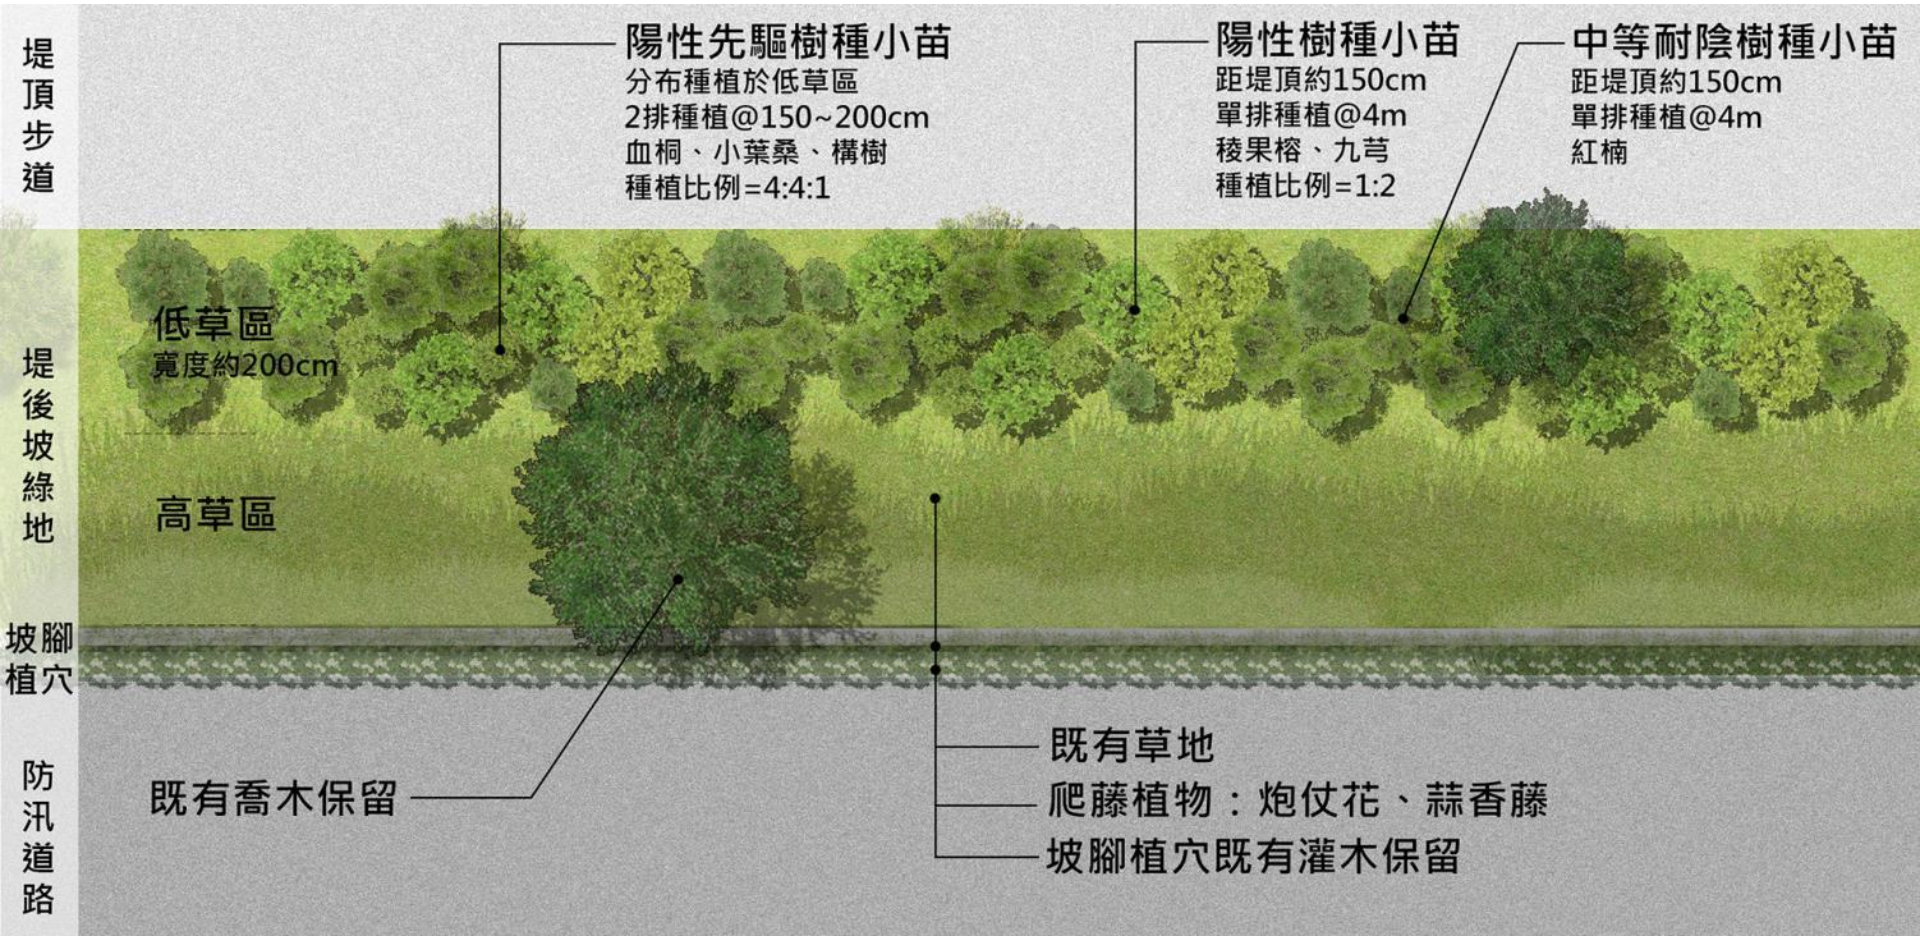 堤頂步道
堤後坡綠地
坡腳
植穴
防汛道路
陽性先驅樹種小苗
分布種植於低草區
2排種植@150~200cm
血桐、小葉桑、構樹
種植比例=4:4:1
陽性樹種小苗
距堤頂約150cm
單排種植@4m
稜果榕、九芎
種植比例=1:2
中等耐陰樹種小苗
距堤頂約150cm
單排種植@4m
紅楠
低草區
寬度約200cm
高草區
既有喬木保留
既有草地
爬藤植物：炮仗花、蒜香藤
坡腳植穴既有灌木保留